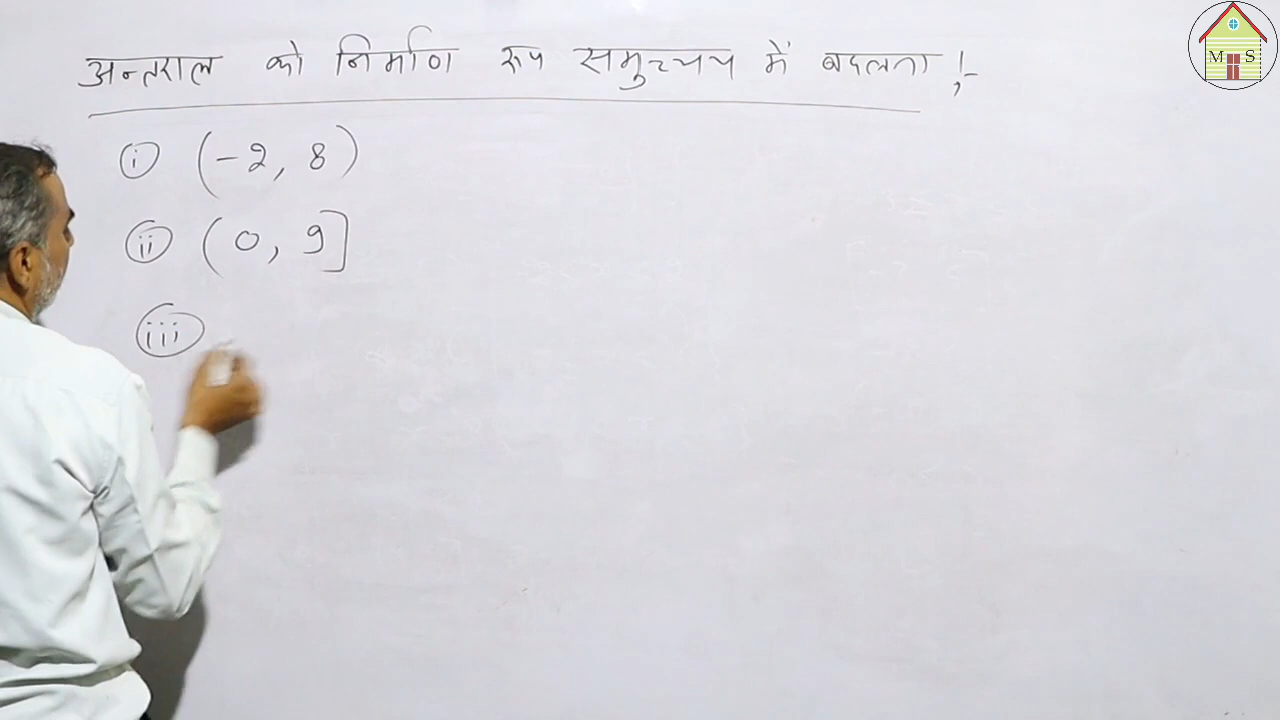 अन्तराल को निर्माण रूप समुच्चय में बदलना :-
(i) (-2, 8)
(ii) (0, 9]
(iii)
M S